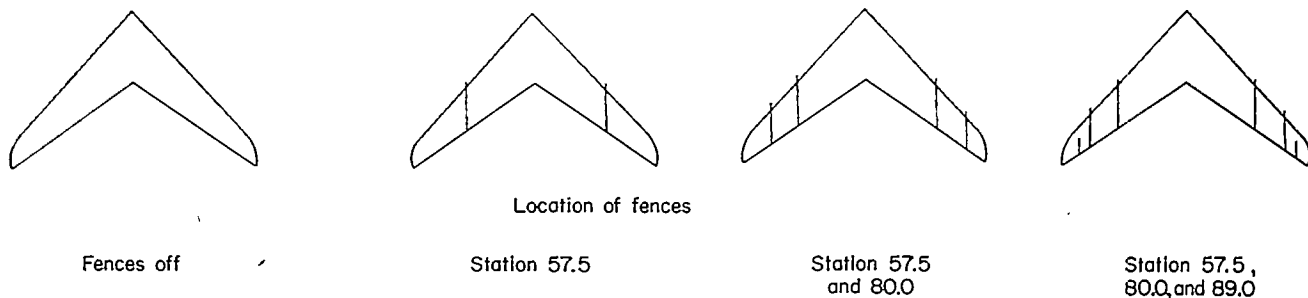 Location of fences
Fences off
Station 57.5
Station 57.5
and 80.0
Station 57.5,
80.0, and 89.0